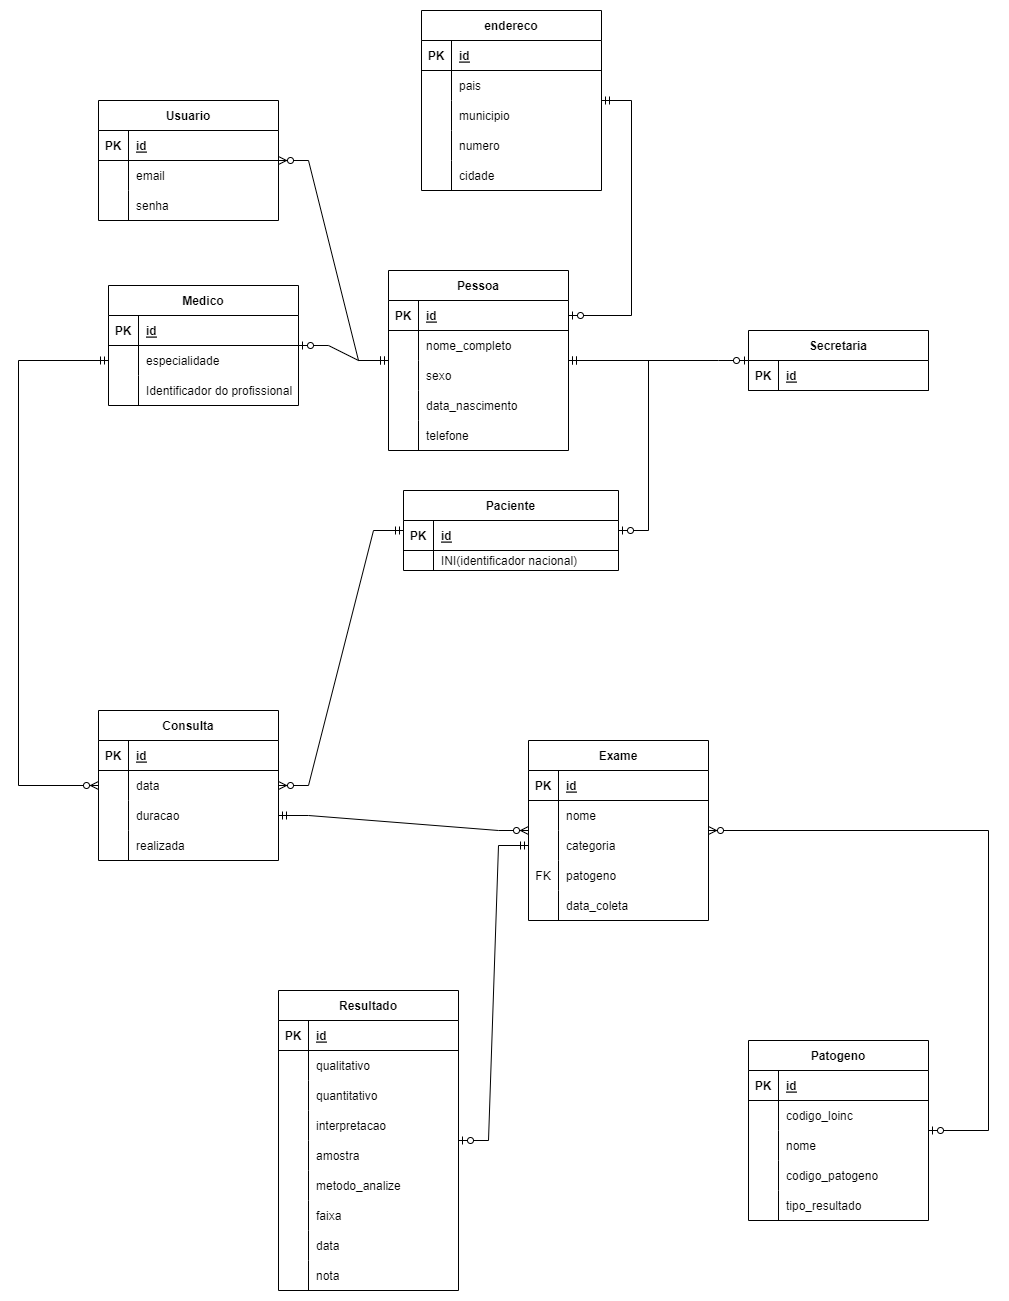 endereco
PK id
pais
municipio
numero
cidade
Usuario
PK id
email
senha
Pessoa
PK id
nome_completo
sexo
data_nascimento
telefone
Medico
PK id
especialidade
Identificador do profissional
Secretaria
PK id
Paciente
PK id
INI(identificador nacional)
Consulta
PK id
data
duracao
realizada
Exame
PK id
nome
categoria
FK patogeno
data_coleta
Resultado
PK id
qualitativo
quantitativo
interpretacao
amostra
metodo_analize
faixa
data
nota
Patogeno
PK id
codigo_loinc
nome
codigo_patogeno
tipo_resultado